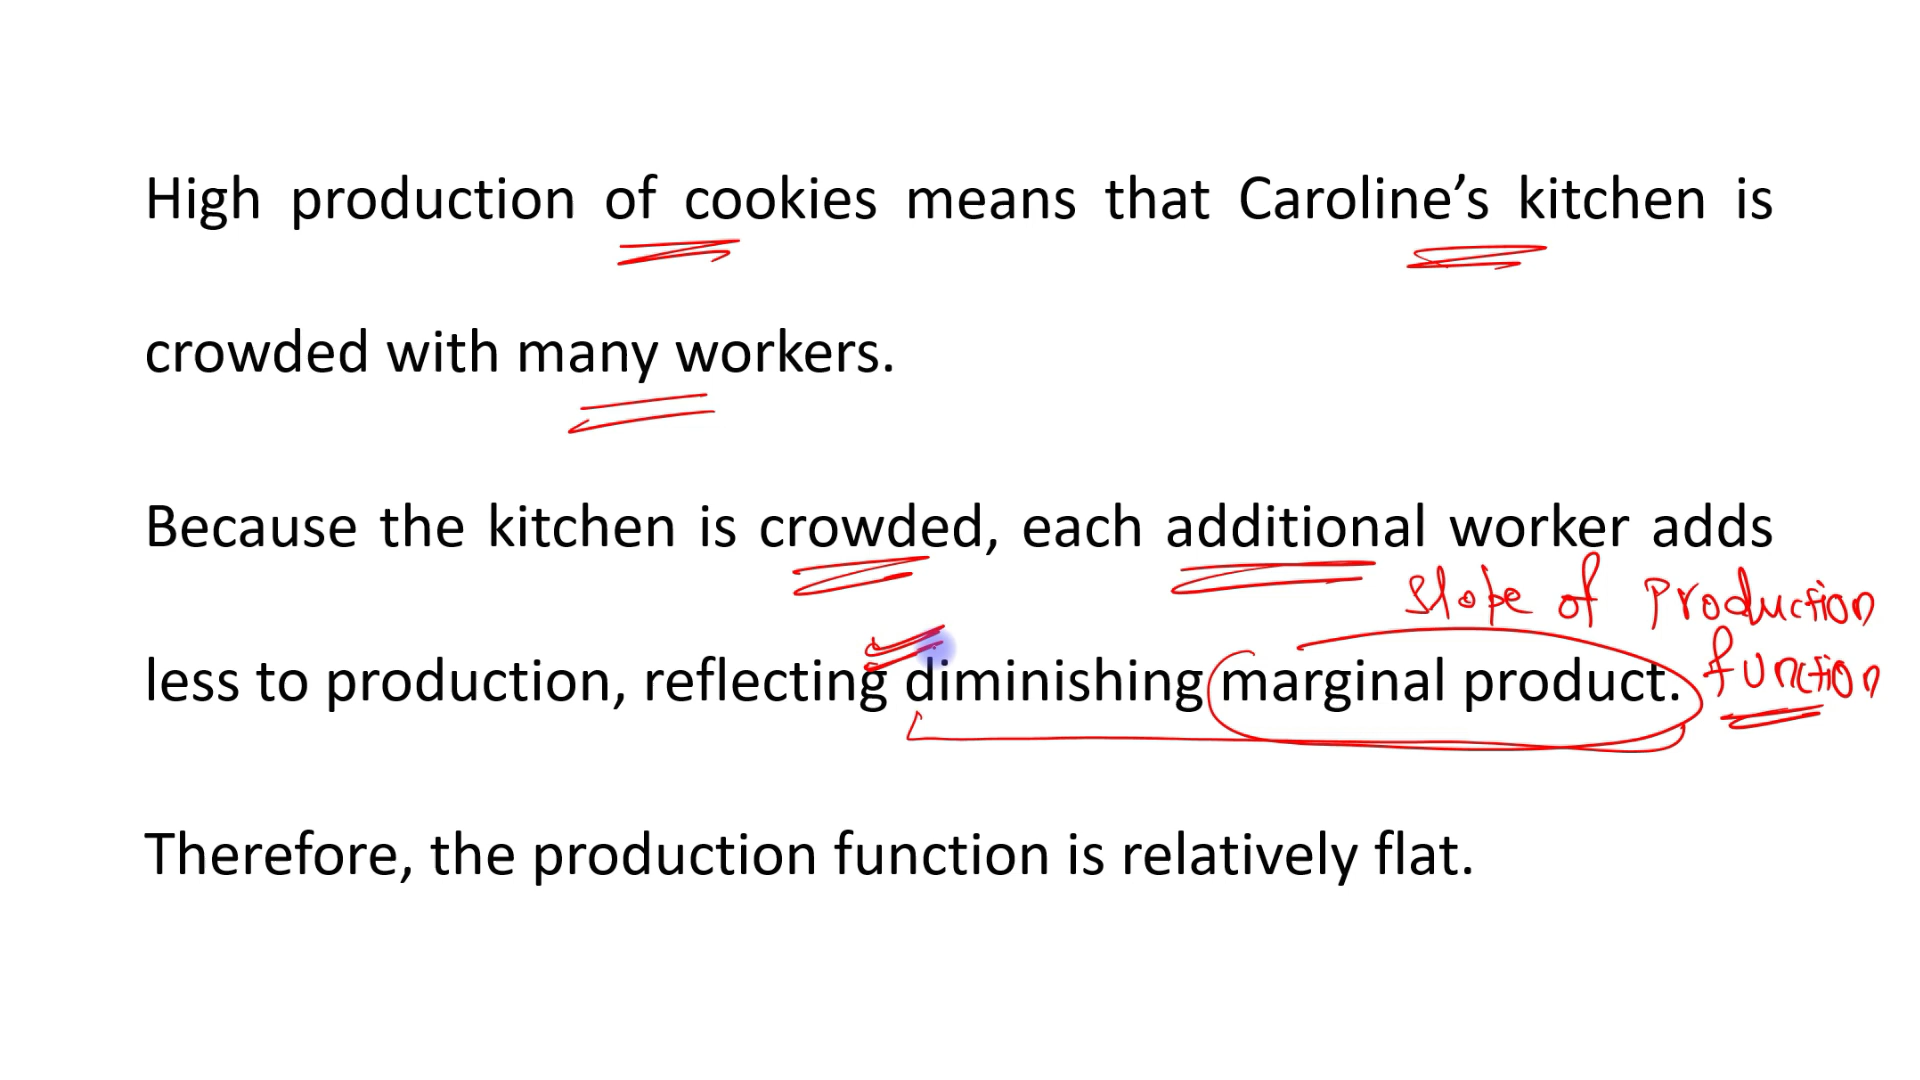 High production of cookies means that Caroline’s kitchen is
crowded with many workers.
Because the kitchen is crowded, each additional worker adds
slope of production
function
less to production, reflecting diminishing marginal product.
Therefore, the production function is relatively flat.